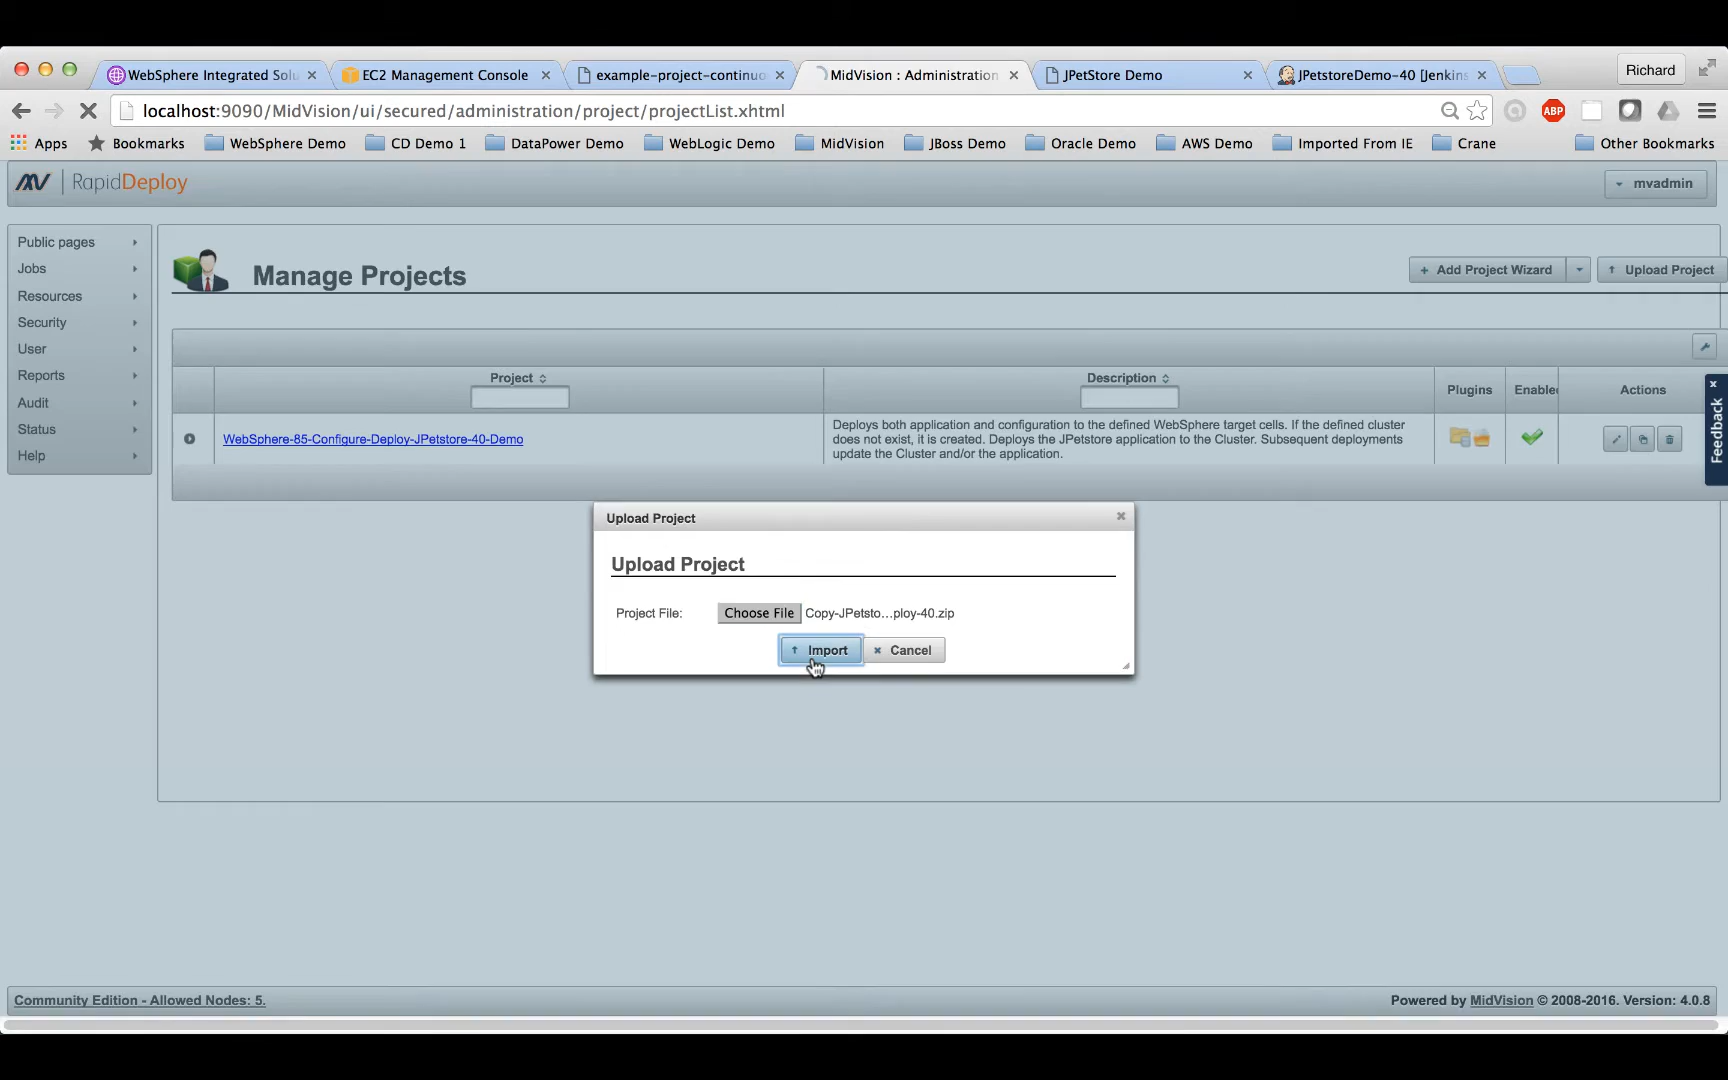 WebSphere Integrated Solu
EC2 Management Console
example-project-continuo
MidVision : Administration
JPetStore Demo
JPetstoreDemo-40 [Jenkins
Richard
localhost:9090/MidVision/ui/secured/administration/project/projectList.xhtml
ABP
Apps
Bookmarks
WebSphere Demo
CD Demo 1
DataPower Demo
WebLogic Demo
MidVision
JBoss Demo
Oracle Demo
AWS Demo
Imported From IE
Crane
Other Bookmarks
RapidDeploy
mvadmin
Public pages
Jobs
Resources
Security
User
Reports
Audit
Status
Help
Manage Projects
Add Project Wizard
Upload Project
Project
Description
Plugins
Enable
Actions
WebSphere-85-Configure-Deploy-JPetstore-40-Demo
Deploys both application and configuration to the defined WebSphere target cells. If the defined cluster
does not exist, it is created. Deploys the JPetstore application to the Cluster. Subsequent deployments
update the Cluster and/or the application.
Feedback
Upload Project
Upload Project
Project File:
Choose File
Copy-JPetsto...ploy-40.zip
Import
Cancel
Community Edition - Allowed Nodes: 5.
Powered by MidVision © 2008-2016. Version: 4.0.8